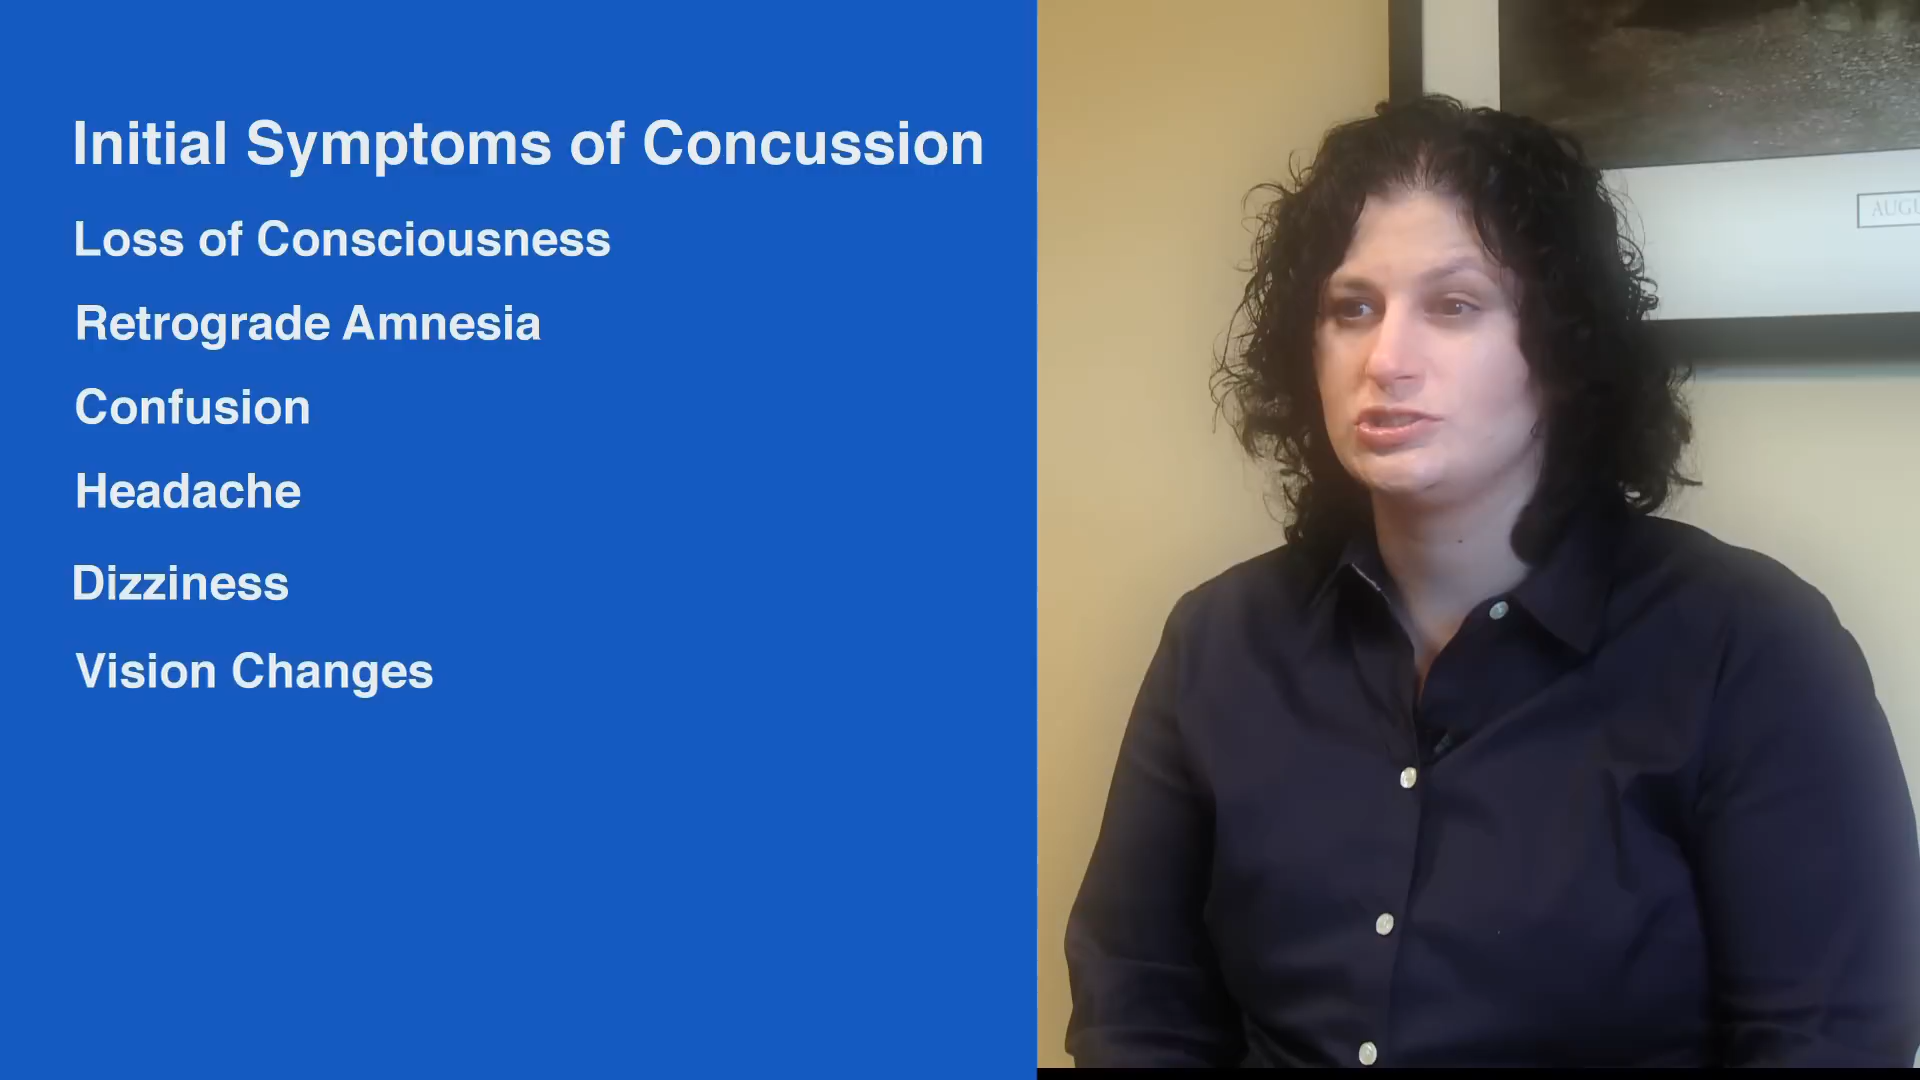 Initial Symptoms of Concussion
Loss of Consciousness
Retrograde Amnesia
Confusion
Headache
Dizziness
Vision Changes